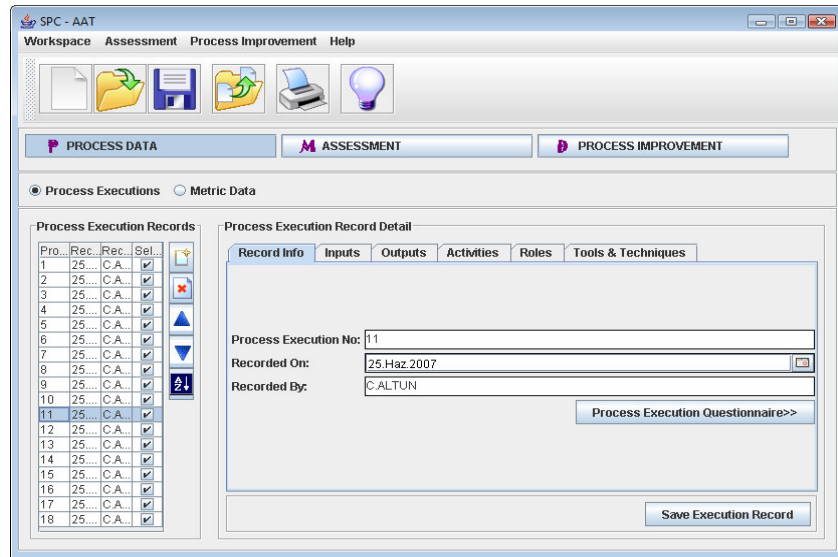 SPC - AAT
Workspace Assessment Process Improvement Help
P PROCESS DATA M ASSESSMENT PROCESS IMPROVEMENT
Process Executions Metric Data
Process Execution Records
Pro... Rec... Rec... Sel...
1 25.... C.A...
2 25.... C.A...
3 25.... C.A...
4 25.... C.A...
5 25.... C.A...
6 25.... C.A...
7 25.... C.A...
8 25.... C.A...
9 25.... C.A...
10 25.... C.A...
11 25.... C.A...
12 25.... C.A...
13 25.... C.A...
14 25.... C.A...
15 25.... C.A...
16 25.... C.A...
17 25.... C.A...
18 25.... C.A...
A
Z
Process Execution Record Detail
Record Info Inputs Outputs Activities Roles Tools & Techniques
Process Execution No: 11
Recorded On: 25.Haz.2007
Recorded By: C.ALTUN
Process Execution Questionnaire>>
Save Execution Record